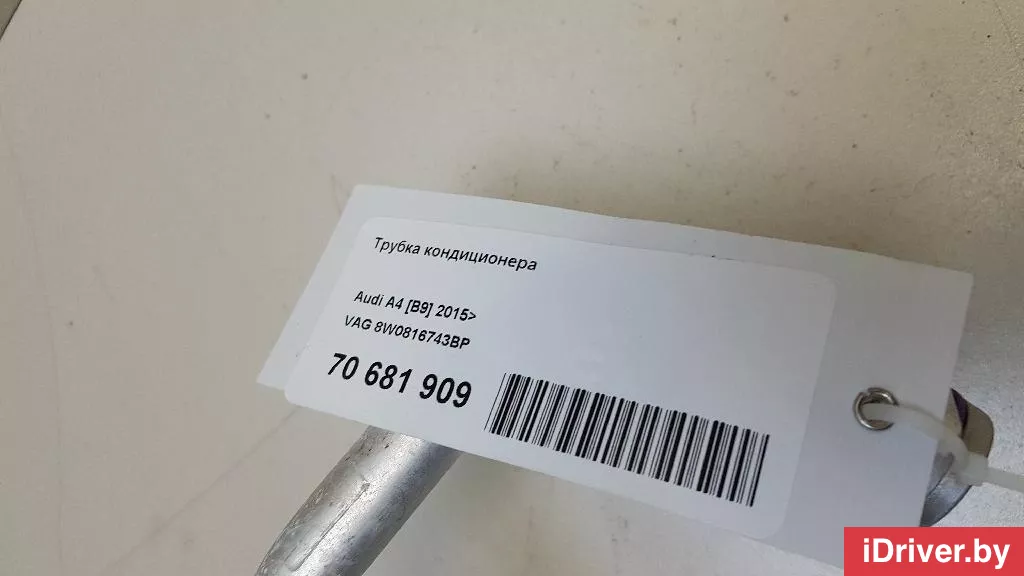 Трубка кондиционера
Audi A4 [B9] 2015>
VAG 8W0816743BP
70 681 909
iDriver.by